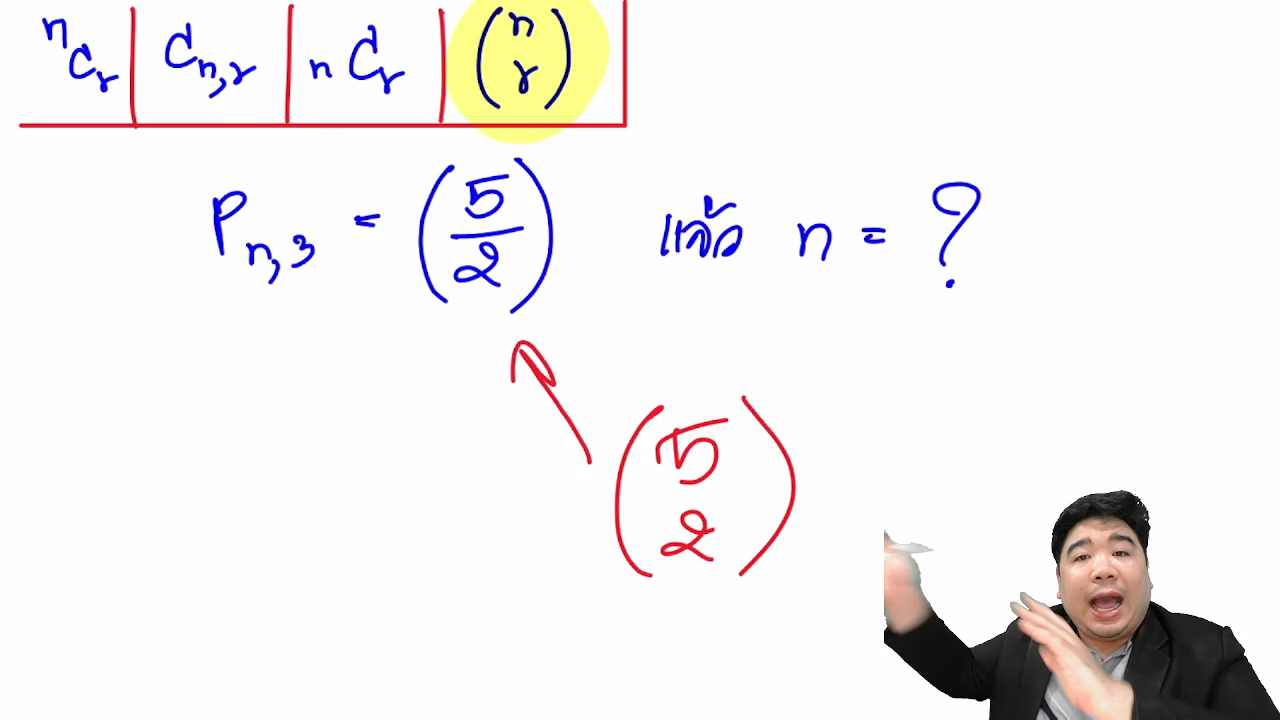 ⁿCᵣ | Cₙ,ᵣ | nCᵣ | (n r)
Pₙ,₃ = (5/2) แล้ว n = ?
(5 2)